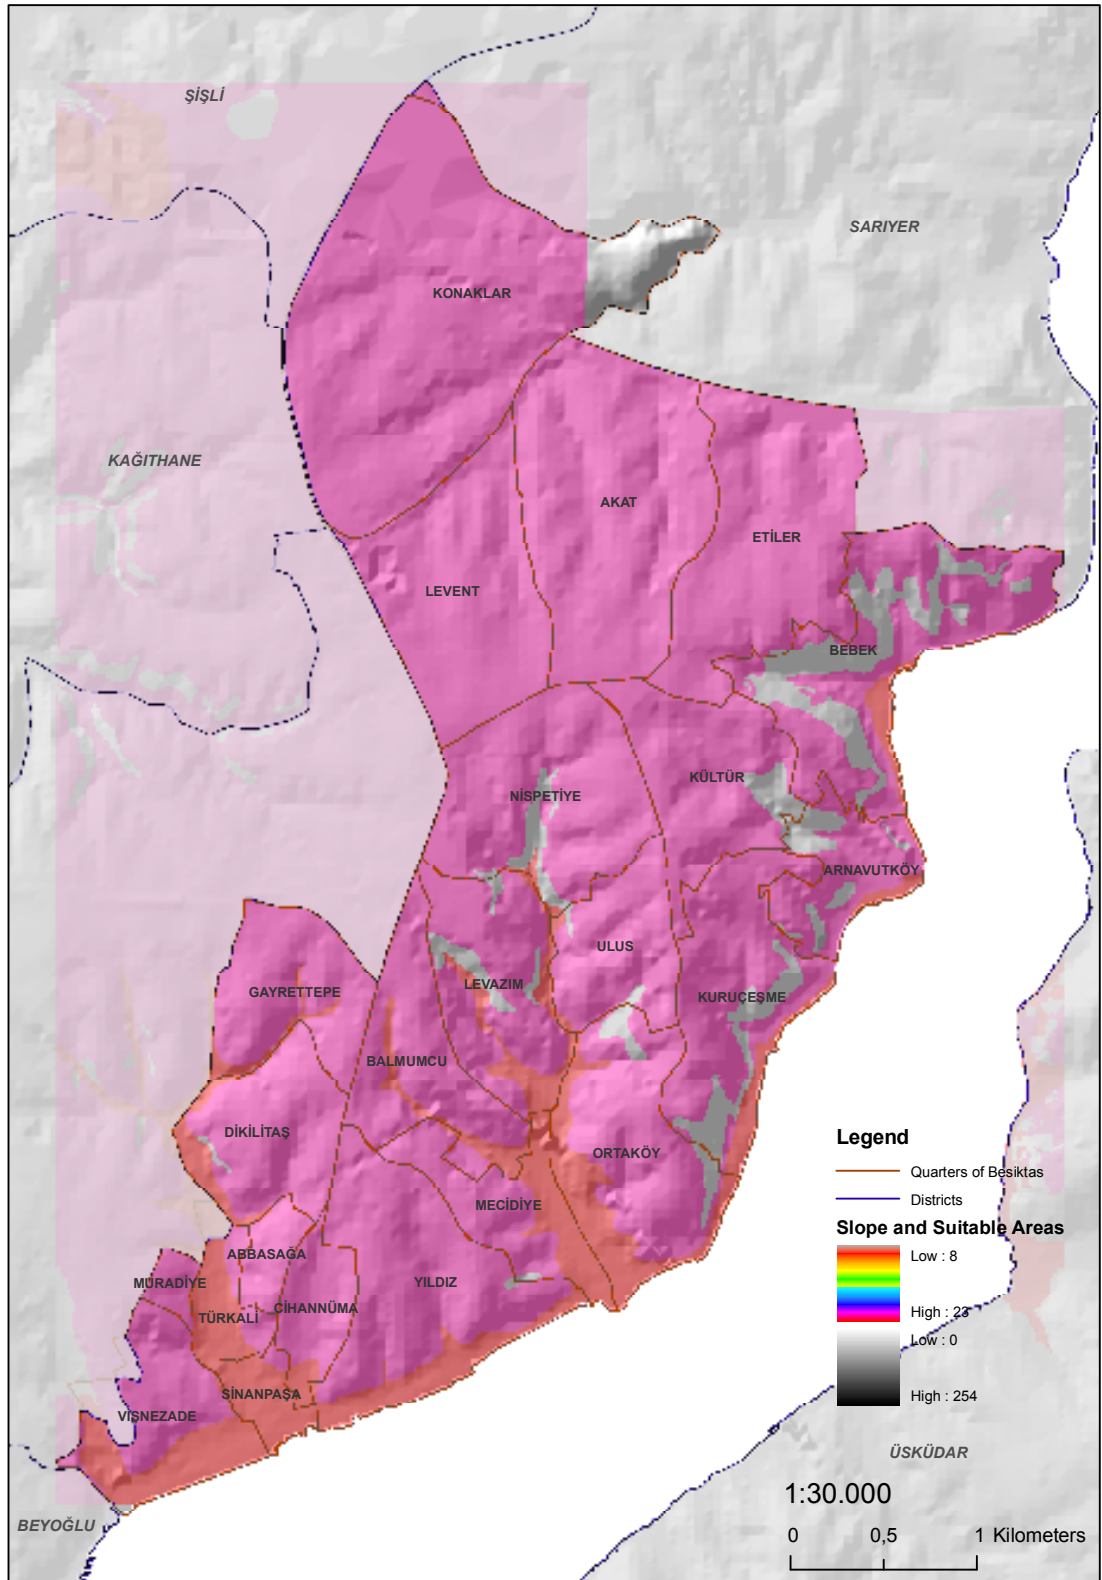 ŞİŞLİ
SARIYER
KONAKLAR
KAĞITHANE
AKAT
ETİLER
LEVENT
BEBEK
KÜLTÜR
NİSPETİYE
ARNAVUTKÖY
ULUS
LEVAZIM
GAYRETTEPE
KURUÇEŞME
BALMUMCU
DİKİLİTAŞ
ORTAKÖY
MECİDİYE
ABBASAĞA
MURADİYE
YILDIZ
CİHANNÜMA
TÜRKALİ
SİNANPAŞA
VİŞNEZADE
BEYOĞLU
ÜSKÜDAR
Legend
Quarters of Besiktas
Districts
Slope and Suitable Areas
Low : 8
High : 23
Low : 0
High : 254
1:30.000
0 0,5 1 Kilometers